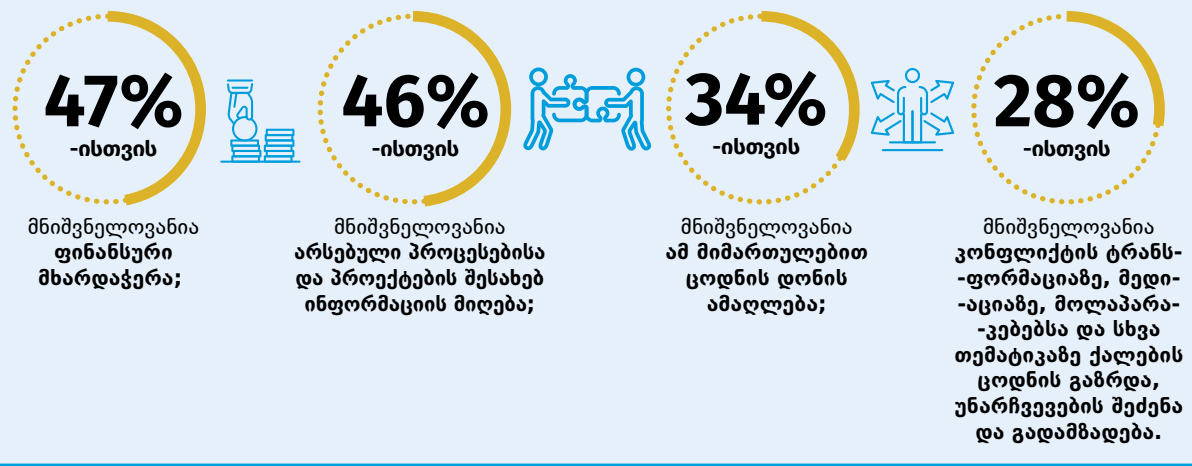 47%
-ისთვის
მნიშვნელოვანია
ფინანსური
მხარდაჭერა;
46%
-ისთვის
მნიშვნელოვანია
არსებული პროცესებისა
და პროექტების შესახებ
ინფორმაციის მიღება;
34%
-ისთვის
მნიშვნელოვანია
ამ მიმართულებით
ცოდნის დონის
ამაღლება;
28%
-ისთვის
მნიშვნელოვანია
კონფლიქტის ტრანს-
-ფორმაციაზე, მედი-
-აციაზე, მოლაპარა-
-კებებსა და სხვა
თემატიკაზე ქალების
ცოდნის გაზრდა,
უნარჩვევების შეძენა
და გადამზადება.